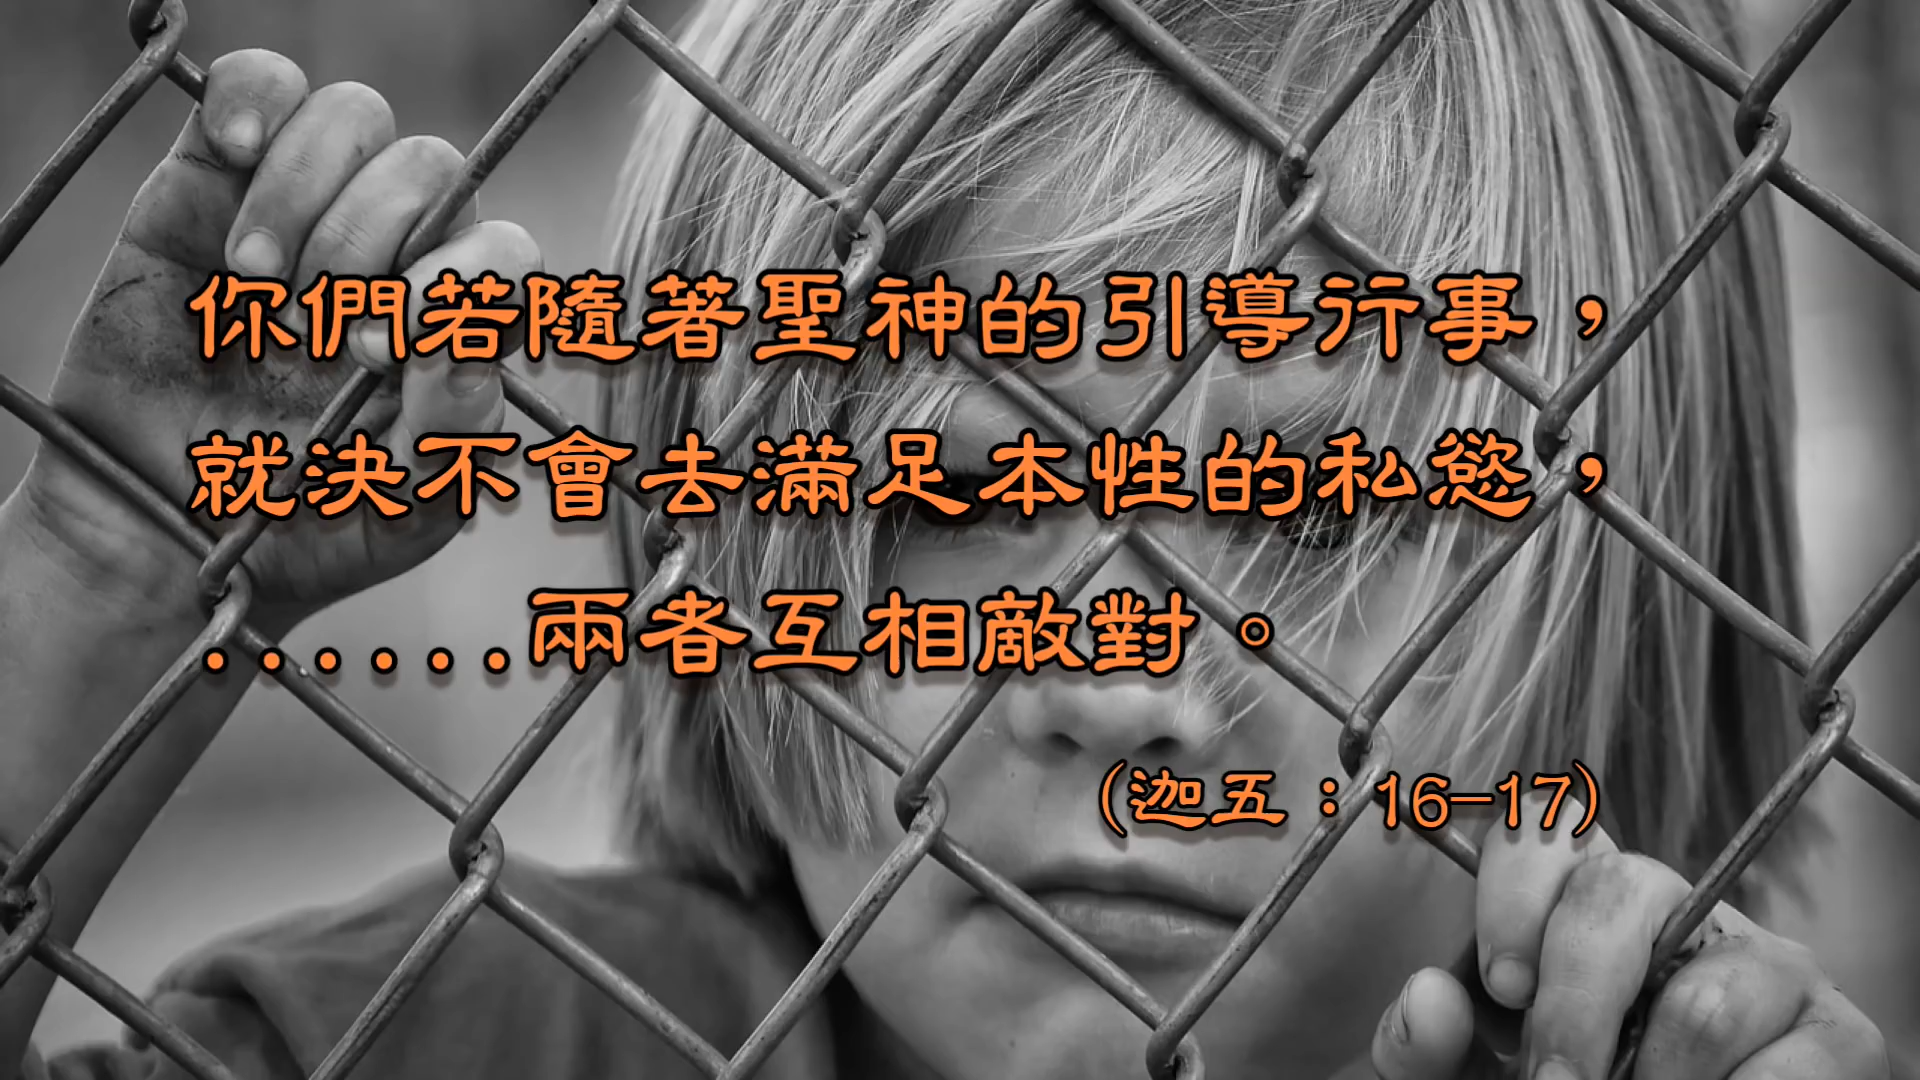 你們若隨著聖神的引導行事，
就決不會去滿足本性的私慾，
......兩者互相敵對。
(迦五：16-17)